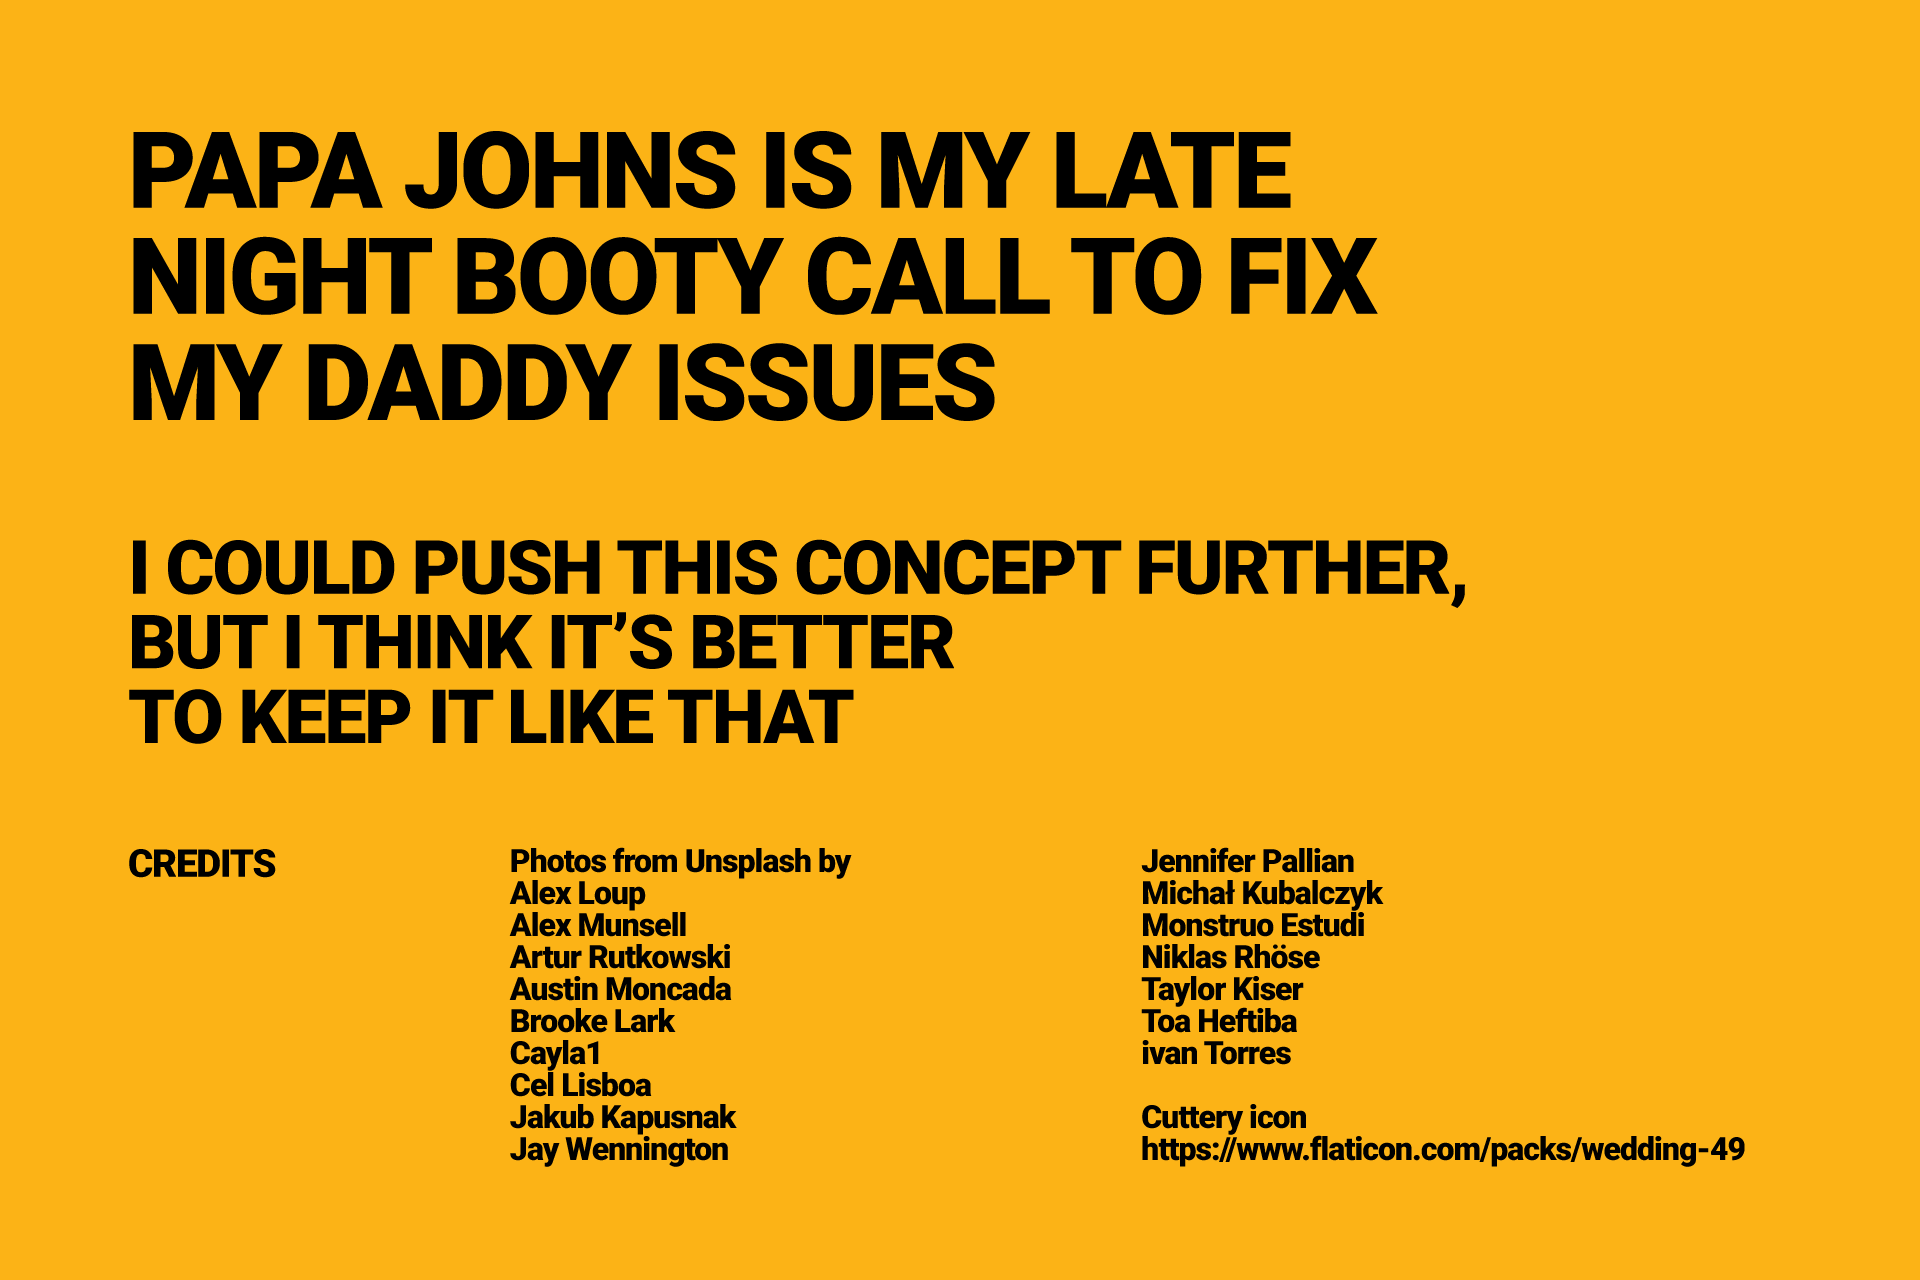 PAPA JOHNS IS MY LATE
NIGHT BOOTY CALL TO FIX
MY DADDY ISSUES
I COULD PUSH THIS CONCEPT FURTHER,
BUT I THINK IT’S BETTER
TO KEEP IT LIKE THAT
CREDITS
Photos from Unsplash by
Alex Loup
Alex Munsell
Artur Rutkowski
Austin Moncada
Brooke Lark
Cayla1
Cel Lisboa
Jakub Kapusnak
Jay Wennington
Jennifer Pallian
Michał Kubalczyk
Monstruo Estudi
Niklas Rhöse
Taylor Kiser
Toa Heftiba
ivan Torres
Cuttery icon
https://www.flaticon.com/packs/wedding-49